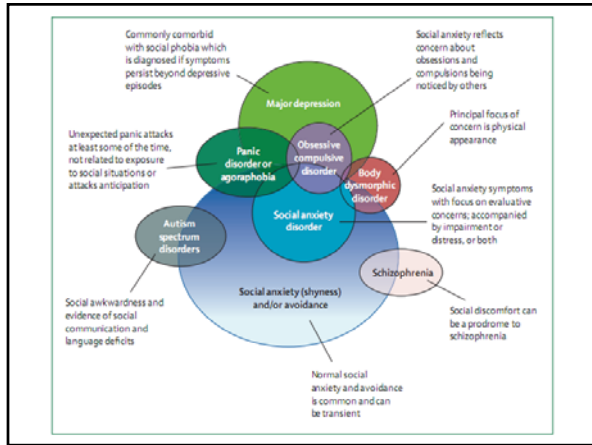 Commonly comorbid
with social phobia which
is diagnosed if symptoms
persist beyond depressive
episodes
Social anxiety reflects
concern about
obsessions and
compulsions being
noticed by others
Major depression
Principal focus of
concern is physical
appearance
Unexpected panic attacks
at least some of the time,
not related to exposure
to social situations or
attacks anticipation
Panic
disorder or
agoraphobia
Obsessive
compulsive
disorder
Body
dysmorphic
disorder
Social anxiety symptoms
with focus on evaluative
concerns; accompanied
by impairment or
distress, or both
Social anxiety
disorder
Autism
spectrum
disorders
Schizophrenia
Social anxiety (shyness)
and/or avoidance
Social awkwardness and
evidence of social
communication and
language deficits
Social discomfort can
be a prodrome to
schizophrenia
Normal social
anxiety and avoidance
is common and can
be transient